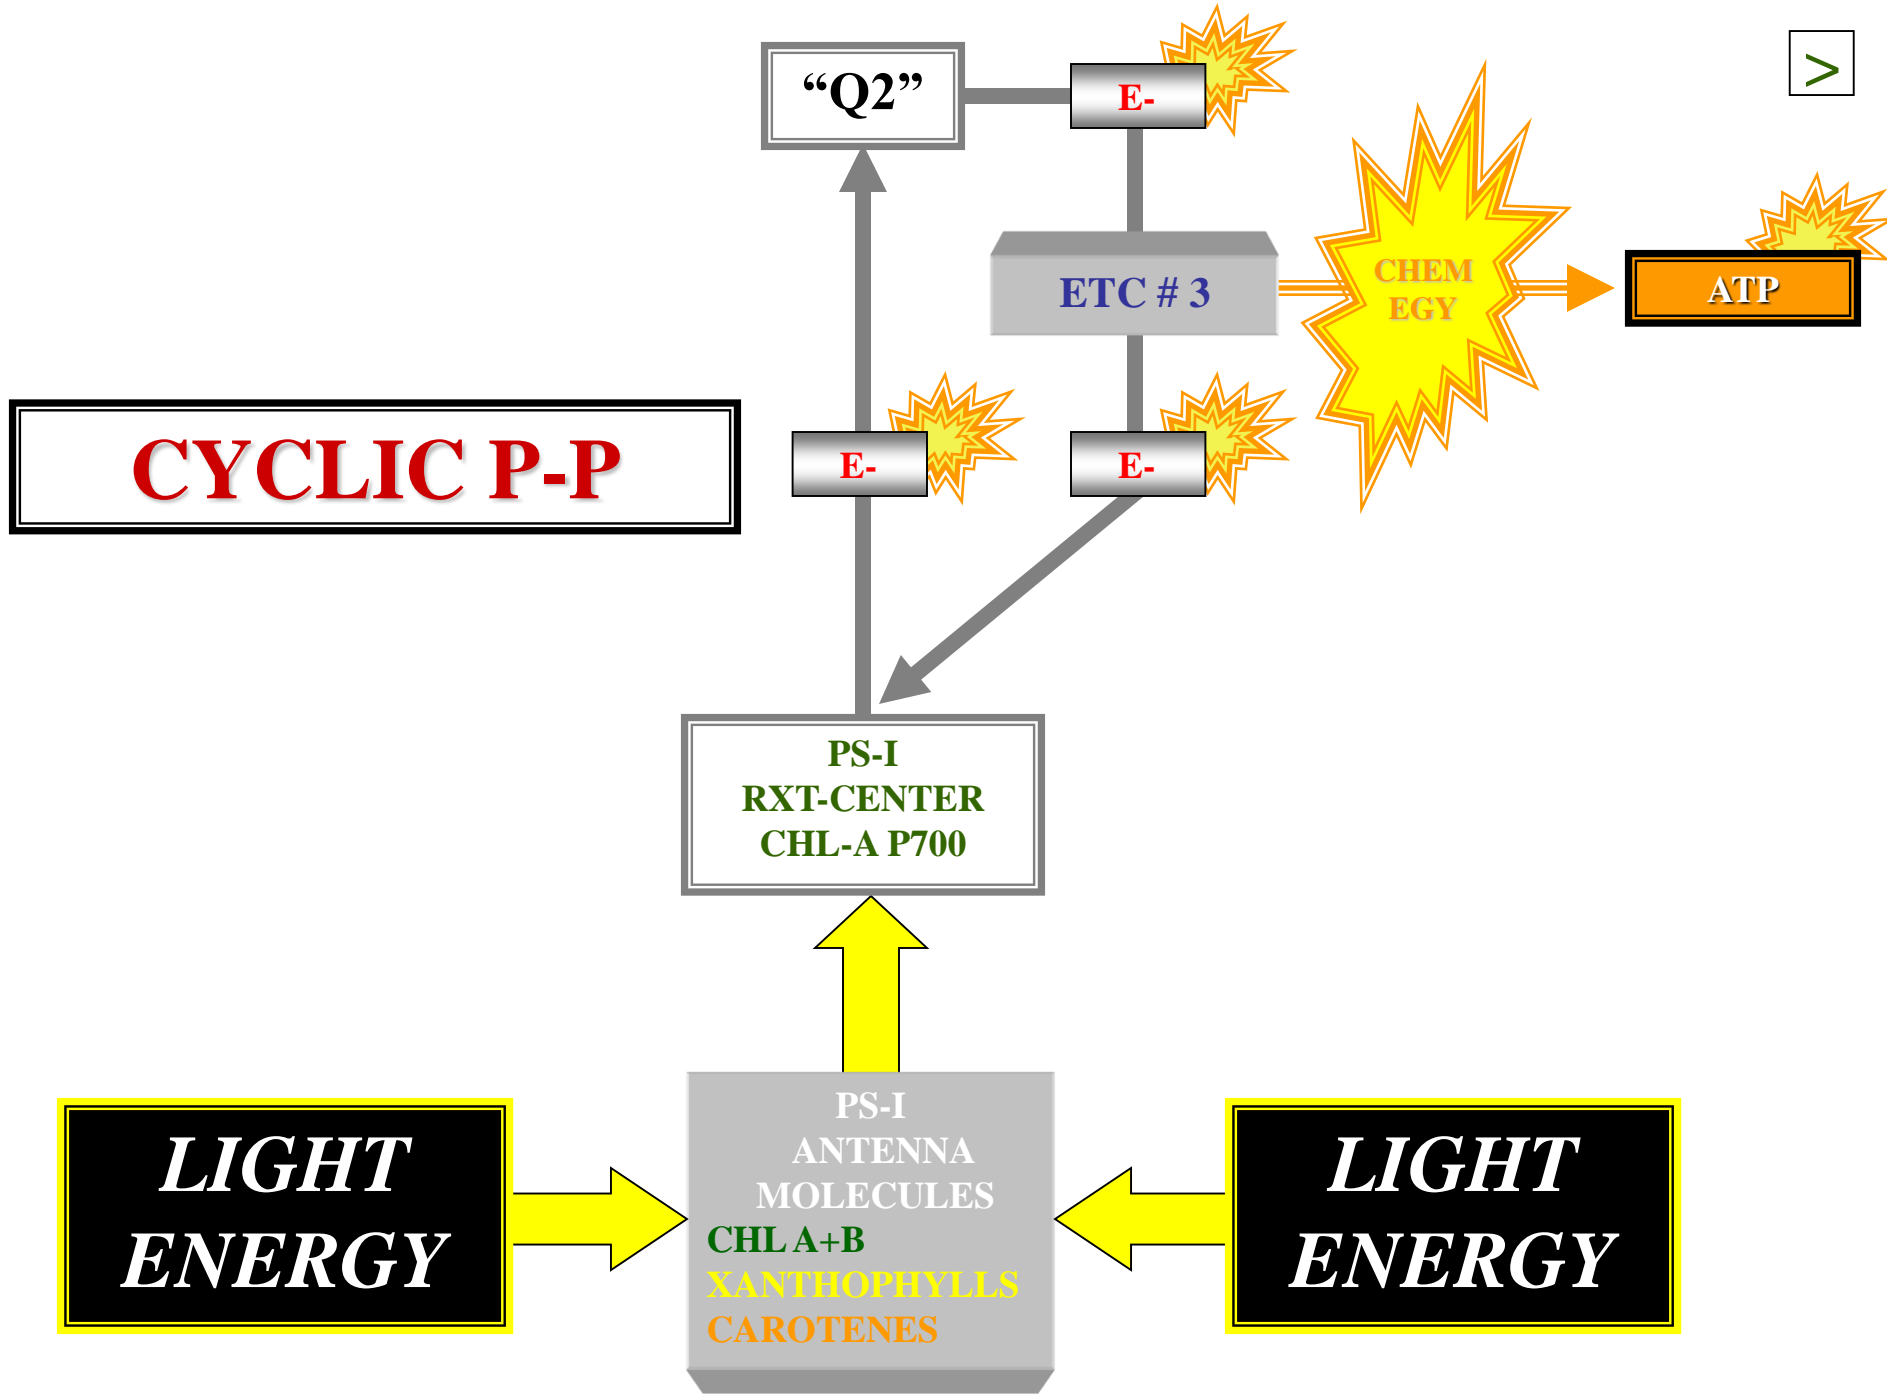 “Q2”
E-
>
CHEM
EGY
ATP
ETC # 3
CYCLIC P-P
E-
E-
PS-I
RXT-CENTER
CHL-A P700
LIGHT
ENERGY
PS-I
ANTENNA
MOLECULES
CHL A+B
XANTHOPHYLLS
CAROTENES
LIGHT
ENERGY